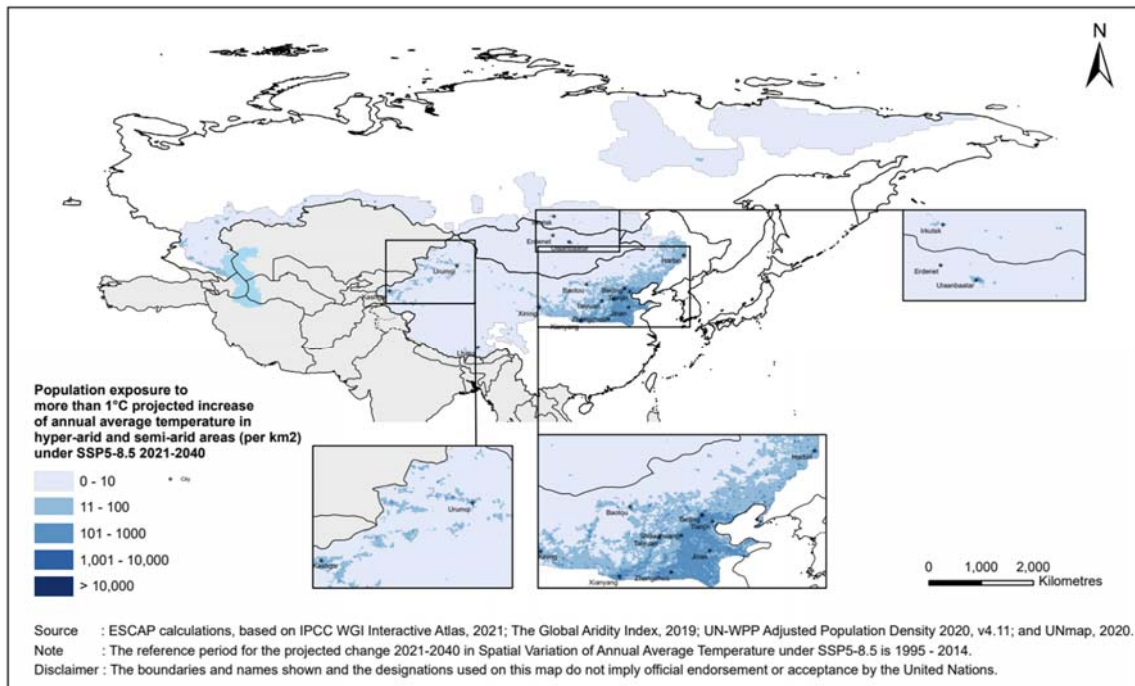 N
Irkutsk
Erdenet
Ulaanbaatar
Harbin
Urumqi
Baotou
Beijing
Tianjin
Kashgar
Taiyuan
Jinan
Xining
Zhengzhou
Xianyang
Lhasa
Irkutsk
Erdenet
Ulaanbaatar
Population exposure to
more than 1°C projected increase
of annual average temperature in
hyper-arid and semi-arid areas (per km2)
under SSP5-8.5 2021-2040
0 - 10
City
11 - 100
101 - 1000
1,001 - 10,000
> 10,000
Urumqi
Kashgar
Harbin
Baotou
Beijing
Tianjin
Shijiazhuang
Taiyuan
Jinan
Xining
Xianyang
Zhengzhou
0 1,000 2,000
Kilometres
Source : ESCAP calculations, based on IPCC WGI Interactive Atlas, 2021; The Global Aridity Index, 2019; UN-WPP Adjusted Population Density 2020, v4.11; and UNmap, 2020.
Note : The reference period for the projected change 2021-2040 in Spatial Variation of Annual Average Temperature under SSP5-8.5 is 1995 - 2014.
Disclaimer : The boundaries and names shown and the designations used on this map do not imply official endorsement or acceptance by the United Nations.